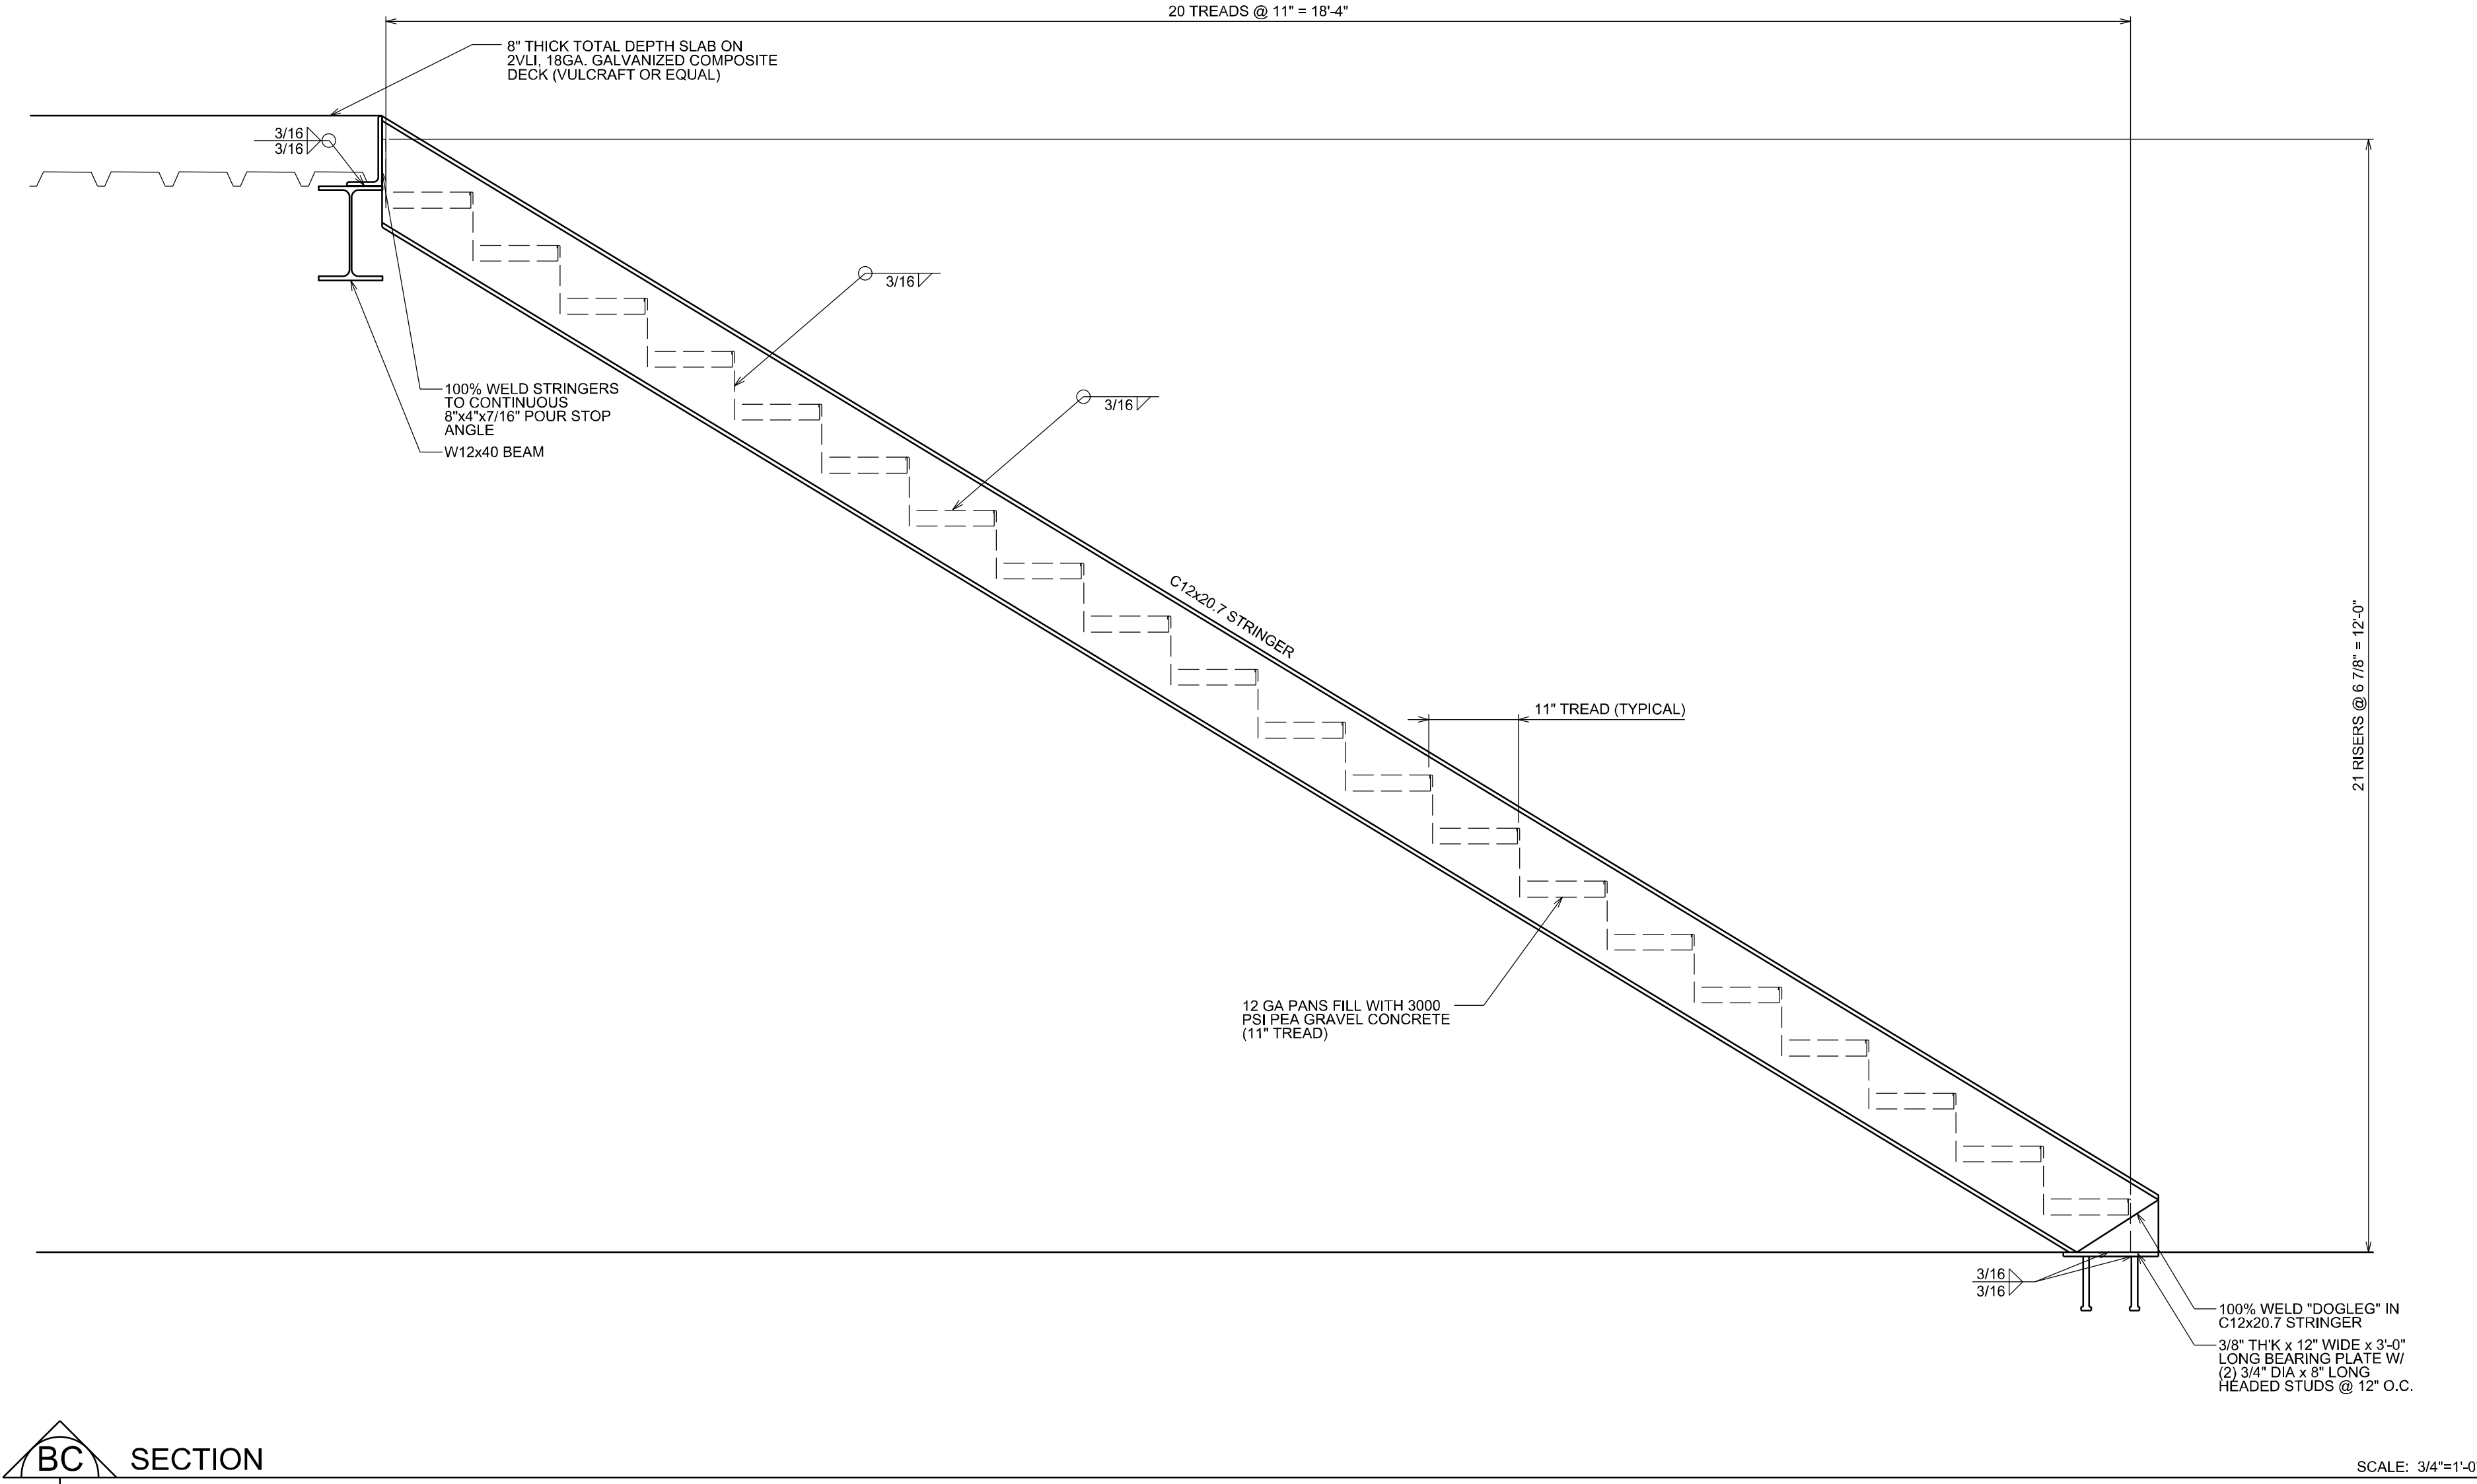 20 TREADS @ 11" = 18'-4"
8" THICK TOTAL DEPTH SLAB ON
2VLI, 18GA. GALVANIZED COMPOSITE
DECK (VULCRAFT OR EQUAL)
3/16
3/16
3/16
3/16
100% WELD STRINGERS
TO CONTINUOUS
8"x4"x7/16" POUR STOP
ANGLE
W12x40 BEAM
C12x20.7 STRINGER
21 RISERS @ 6 7/8" = 12'-0"
11" TREAD (TYPICAL)
12 GA PANS FILL WITH 3000
PSI PEA GRAVEL CONCRETE
(11" TREAD)
3/16
3/16
100% WELD "DOGLEG" IN
C12x20.7 STRINGER
3/8" TH'K x 12" WIDE x 3'-0"
LONG BEARING PLATE W/
(2) 3/4" DIA x 8" LONG
HEADED STUDS @ 12" O.C.
BC SECTION
SCALE: 3/4"=1'-0